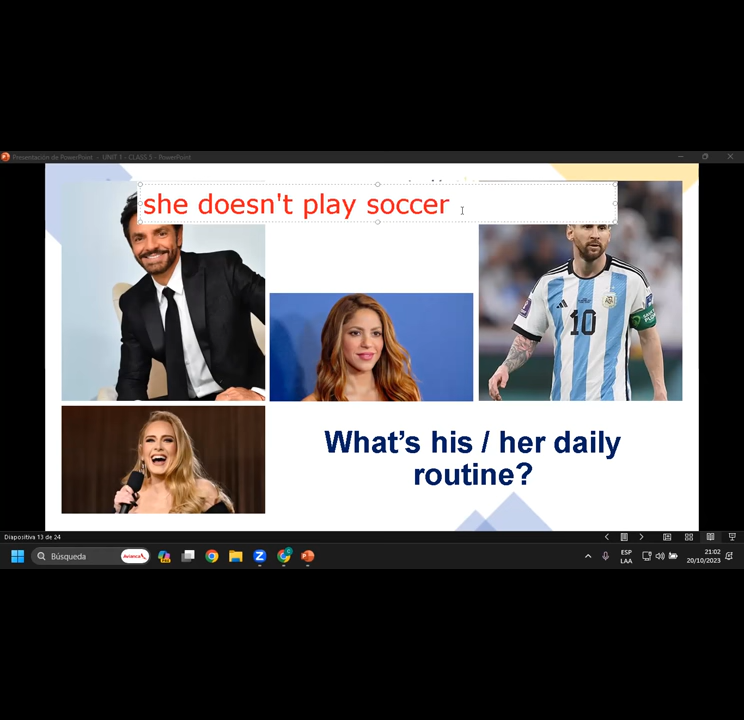 Presentación de PowerPoint - UNIT 1 - CLASS 5 - PowerPoint
she doesn't play soccer
10
What's his / her daily
routine?
Diapositiva 13 de 24
Búsqueda
Avianca
ESP
LAA
21:02
20/10/2023